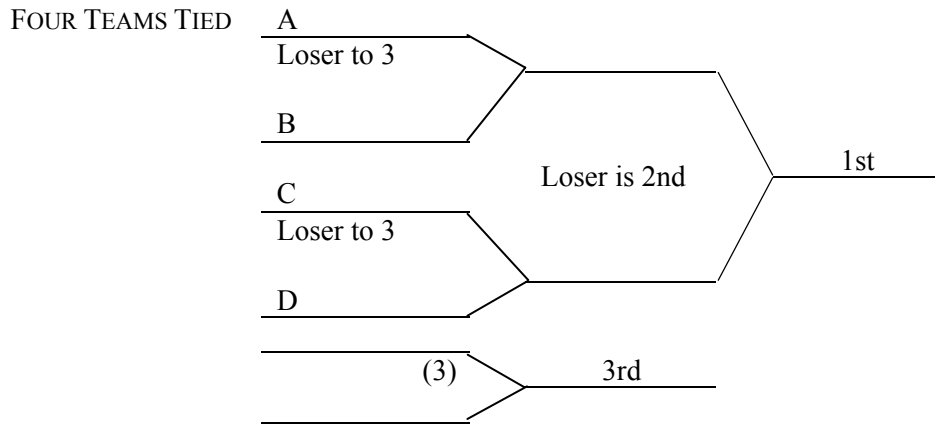 FOUR TEAMS TIED
A
Loser to 3
B
C
Loser to 3
D
Loser is 2nd
1st
(3)
3rd